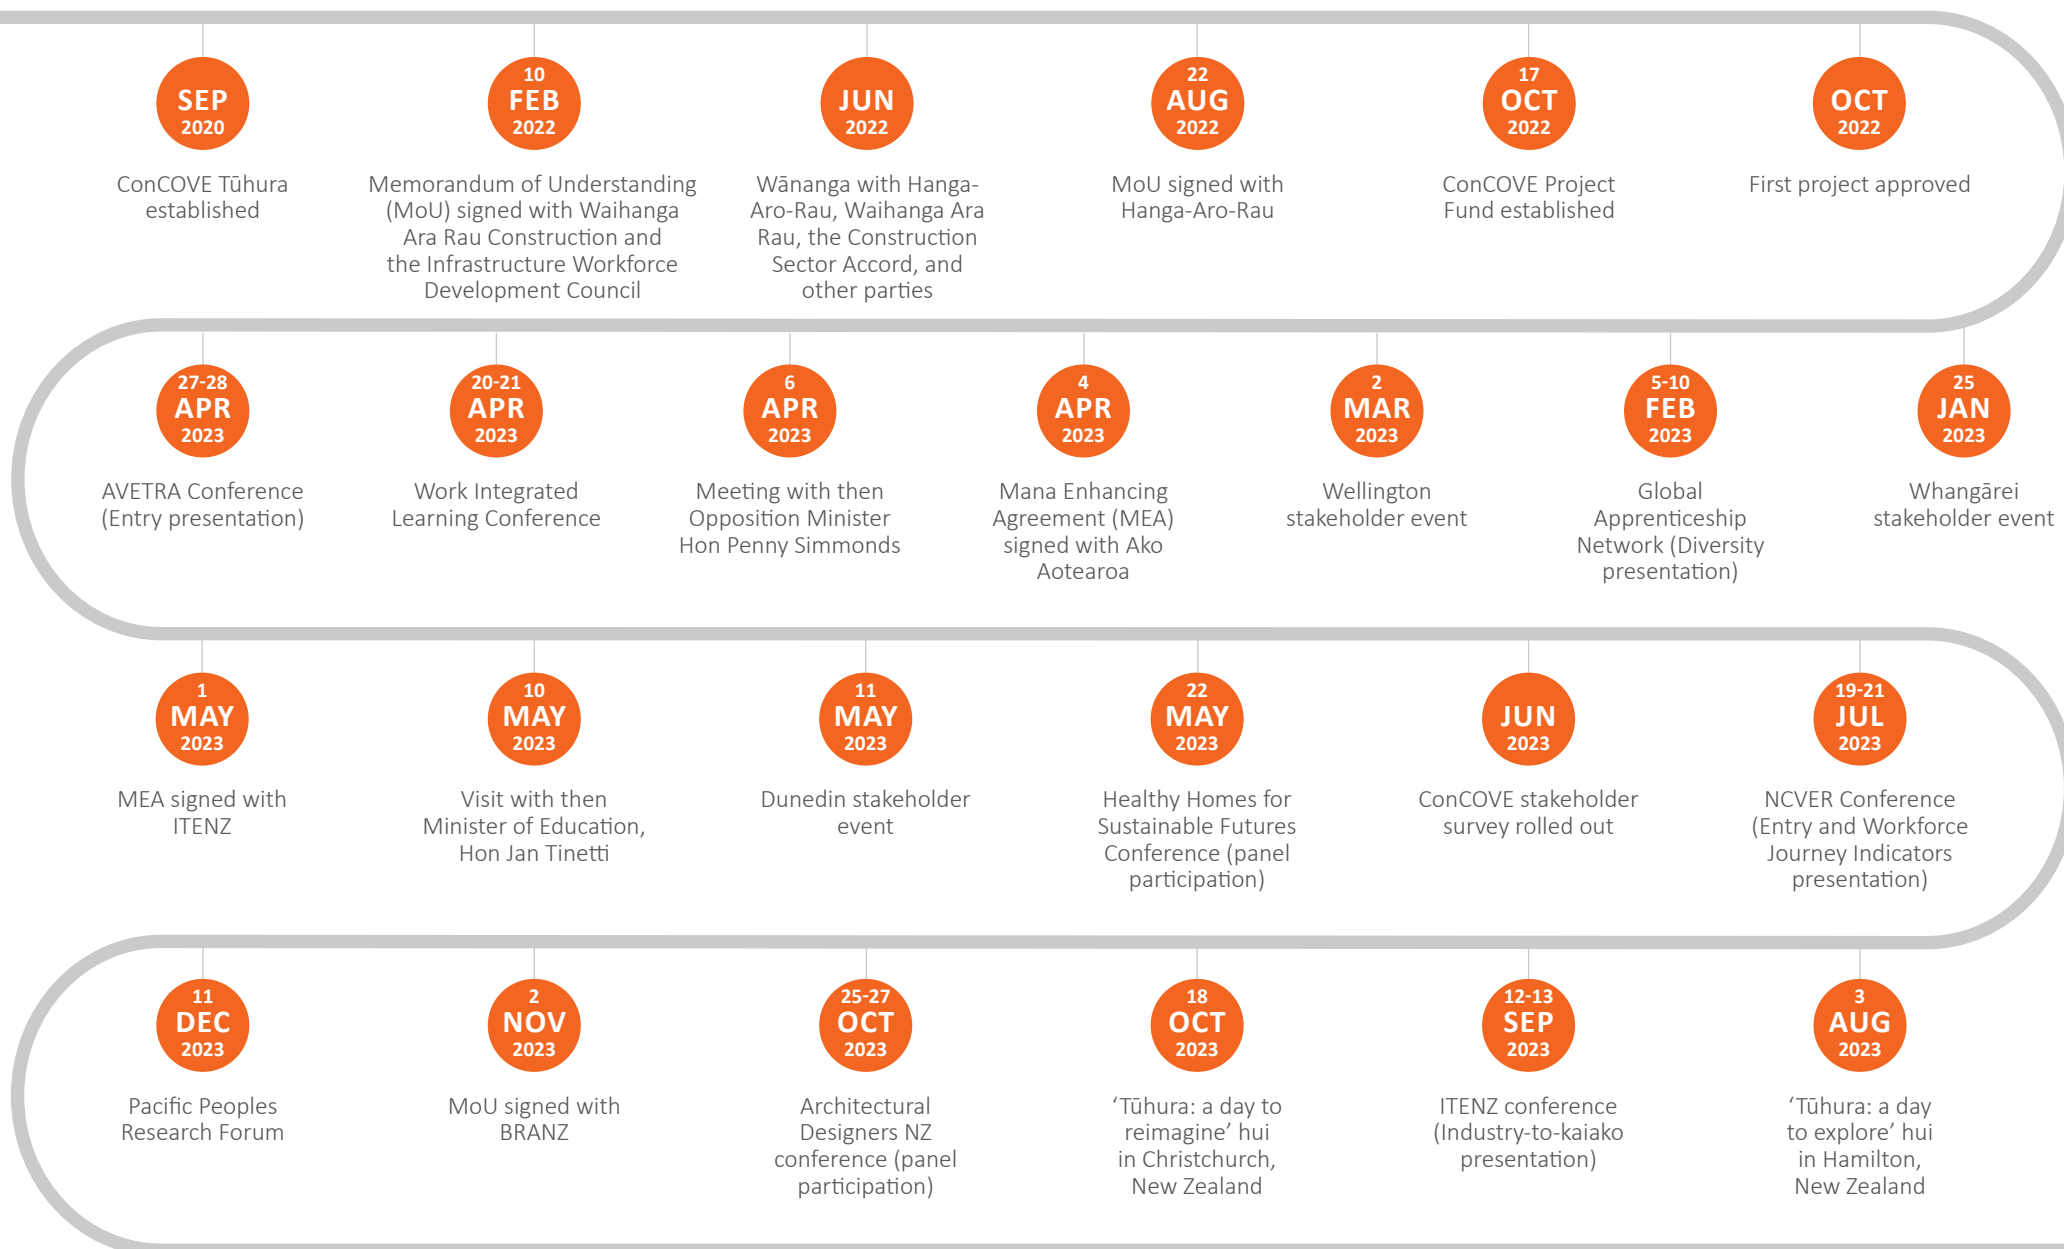 SEP
2020
ConCOVE Tūhura
established
10
FEB
2022
Memorandum of Understanding
(MoU) signed with Waihanga
Ara Rau Construction and
the Infrastructure Workforce
Development Council
JUN
2022
Wānanga with Hanga-
Aro-Rau, Waihanga Ara
Rau, the Construction
Sector Accord, and
other parties
22
AUG
2022
MoU signed with
Hanga-Aro-Rau
17
OCT
2022
ConCOVE Project
Fund established
OCT
2022
First project approved
25
JAN
2023
Whangārei
stakeholder event
5-10
FEB
2023
Global
Apprenticeship
Network (Diversity
presentation)
2
MAR
2023
Wellington
stakeholder event
4
APR
2023
Mana Enhancing
Agreement (MEA)
signed with Ako
Aotearoa
6
APR
2023
Meeting with then
Opposition Minister
Hon Penny Simmonds
20-21
APR
2023
Work Integrated
Learning Conference
27-28
APR
2023
AVETRA Conference
(Entry presentation)
1
MAY
2023
MEA signed with
ITENZ
10
MAY
2023
Visit with then
Minister of Education,
Hon Jan Tinetti
11
MAY
2023
Dunedin stakeholder
event
22
MAY
2023
Healthy Homes for
Sustainable Futures
Conference (panel
participation)
JUN
2023
ConCOVE stakeholder
survey rolled out
19-21
JUL
2023
NCVER Conference
(Entry and Workforce
Journey Indicators
presentation)
3
AUG
2023
‘Tūhura: a day
to explore’ hui
in Hamilton,
New Zealand
12-13
SEP
2023
ITENZ conference
(Industry-to-kaiako
presentation)
18
OCT
2023
‘Tūhura: a day to
reimagine’ hui
in Christchurch,
New Zealand
25-27
OCT
2023
Architectural
Designers NZ
conference (panel
participation)
2
NOV
2023
MoU signed with
BRANZ
11
DEC
2023
Pacific Peoples
Research Forum